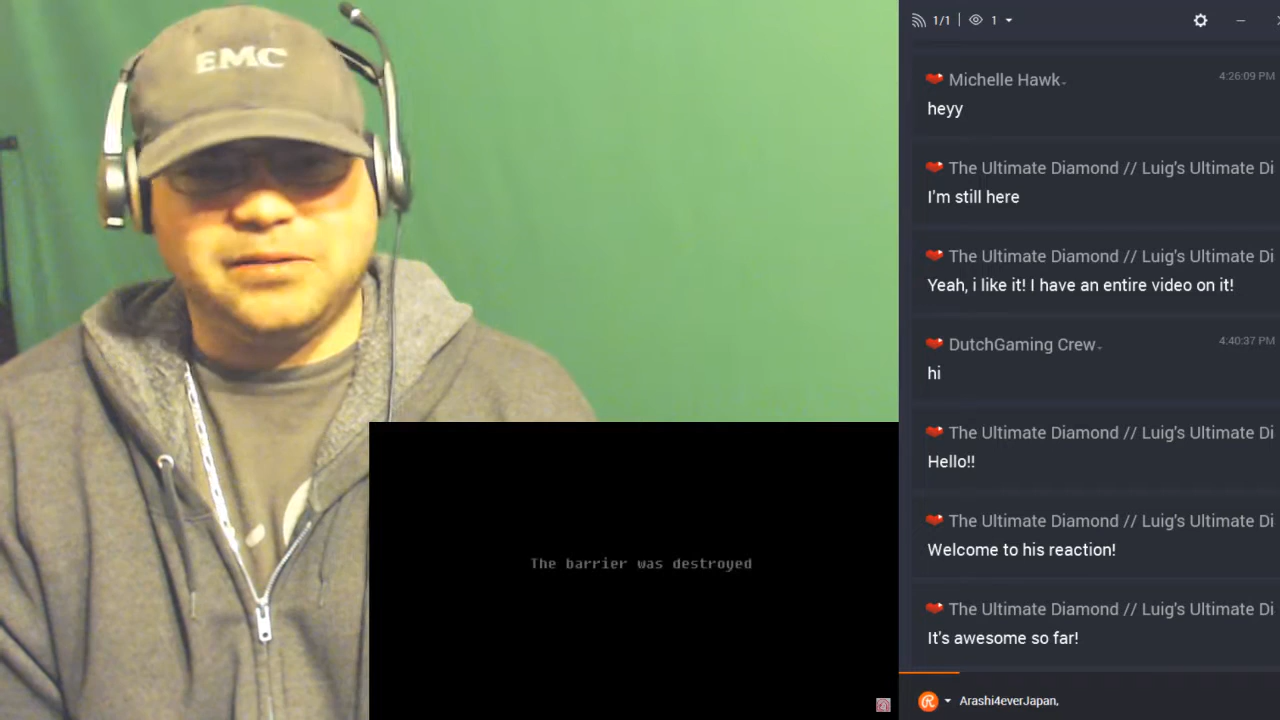 EMC
1/1
1
Michelle Hawk
4:26:09 PM
heyy
The Ultimate Diamond // Luig's Ultimate Di
I'm still here
The Ultimate Diamond // Luig's Ultimate Di
Yeah, i like it! I have an entire video on it!
DutchGaming Crew
4:40:37 PM
hi
The Ultimate Diamond // Luig's Ultimate Di
Hello!!
The Ultimate Diamond // Luig's Ultimate Di
Welcome to his reaction!
The Ultimate Diamond // Luig's Ultimate Di
It's awesome so far!
The barrier was destroyed
Arashi4everJapan,